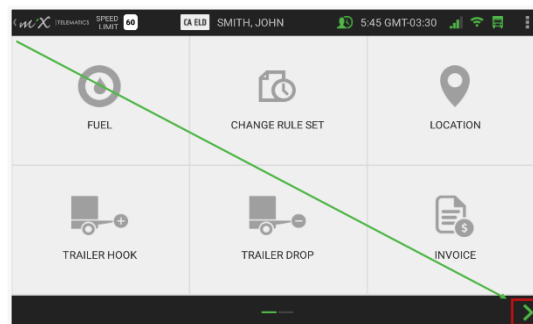 miX TELEMATICS SPEED LIMIT 60 CA ELD SMITH, JOHN 5:45 GMT-03:30
FUEL CHANGE RULE SET LOCATION
TRAILER HOOK TRAILER DROP INVOICE